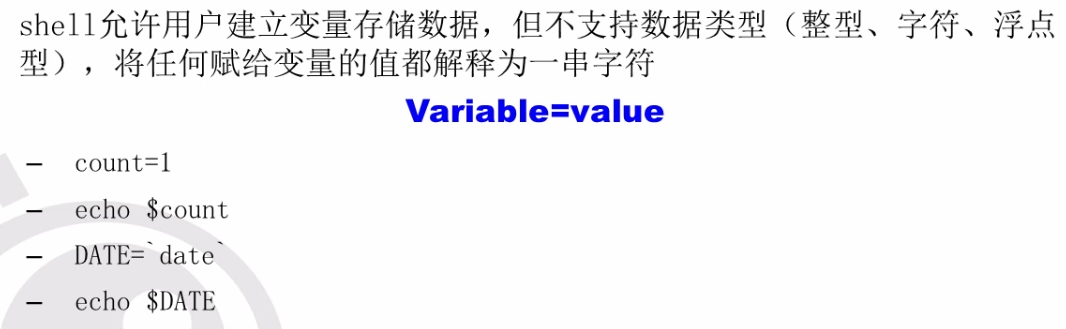 shell允许用户建立变量存储数据，但不支持数据类型（整型、字符、浮点
型），将任何赋给变量的值都解释为一串字符
Variable=value
– count=1
– echo $count
– DATE=`date`
– echo $DATE